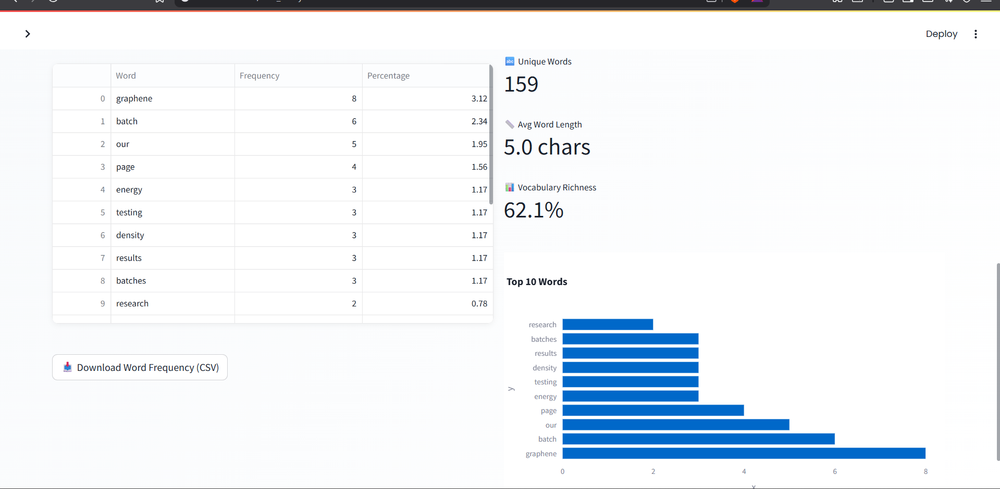 Deploy
Word Frequency Percentage
0 graphene 8 3.12
1 batch 6 2.34
2 our 5 1.95
3 page 4 1.56
4 energy 3 1.17
5 testing 3 1.17
6 density 3 1.17
7 results 3 1.17
8 batches 3 1.17
9 research 2 0.78
Download Word Frequency (CSV)
abc Unique Words
159
Avg Word Length
5.0 chars
Vocabulary Richness
62.1%
Top 10 Words
research
batches
results
density
testing
energy
page
our
batch
graphene
y
0 2 4 6 8
x